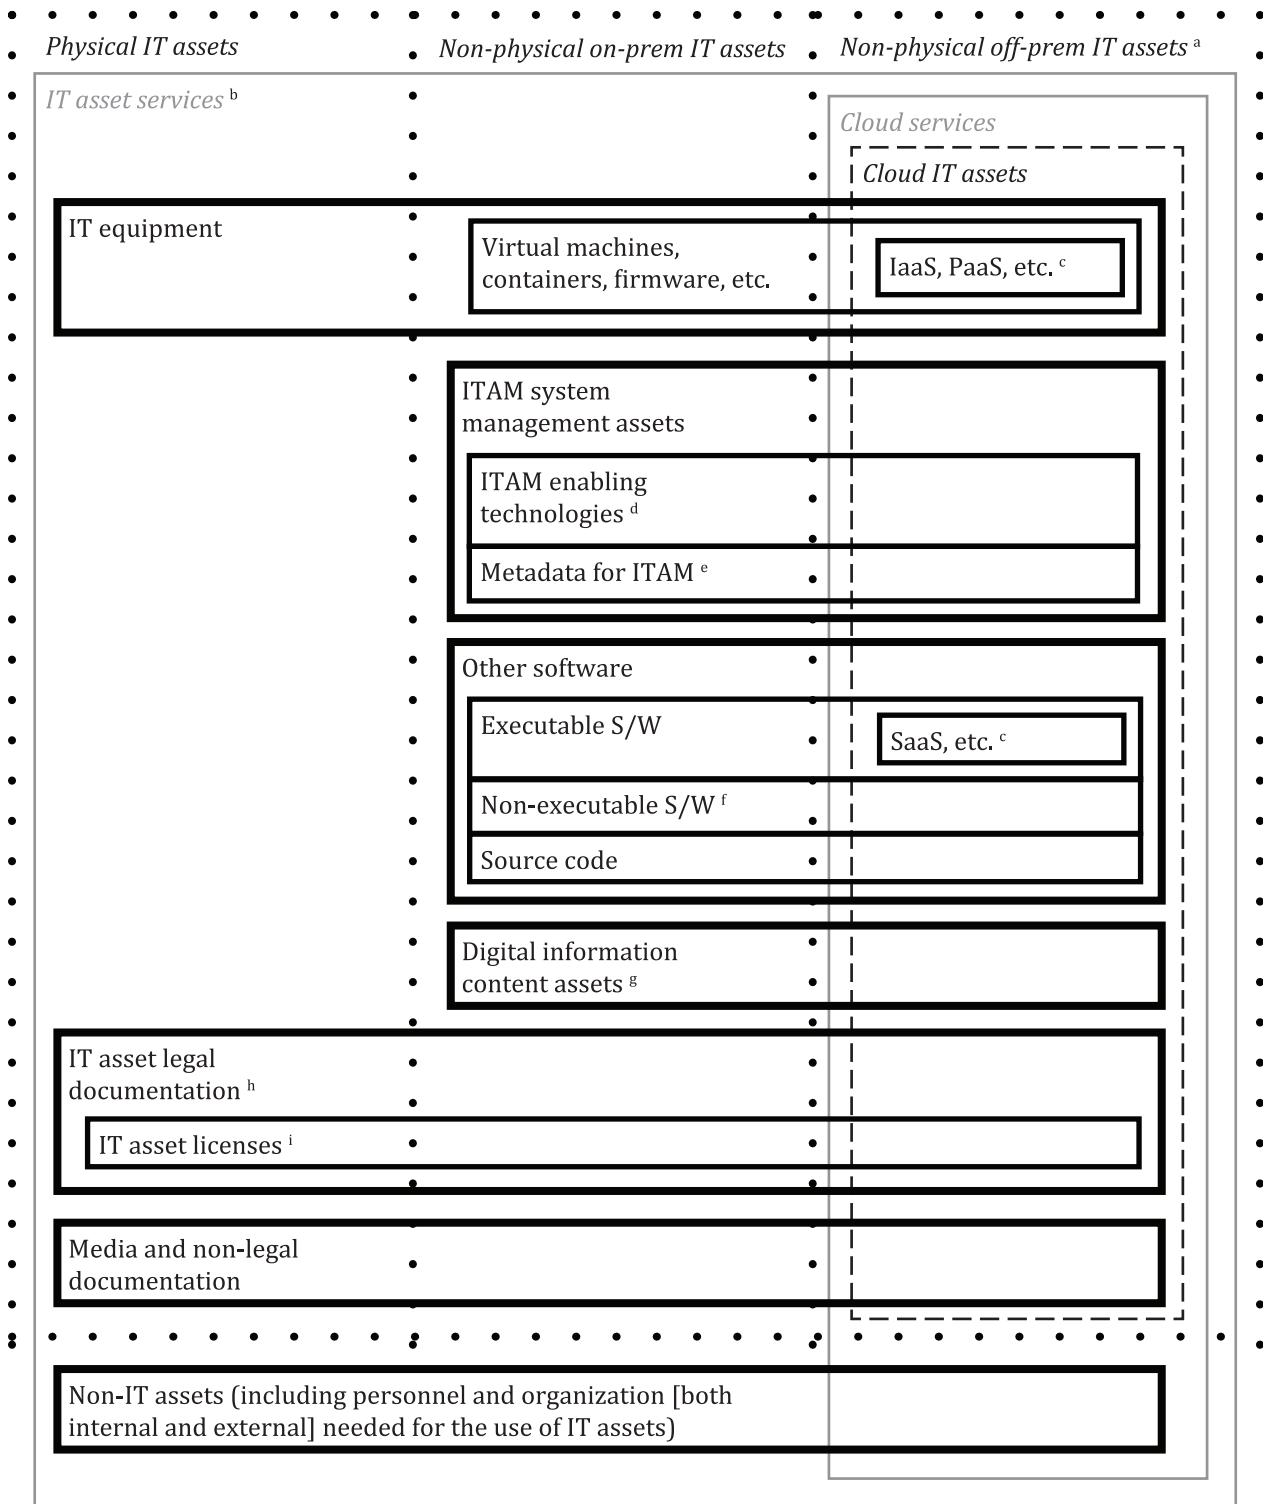 Physical IT assets
Non-physical on-prem IT assets
Non-physical off-prem IT assets a
IT asset services b
Cloud services
Cloud IT assets
IT equipment
Virtual machines,
containers, firmware, etc.
IaaS, PaaS, etc. c
ITAM system
management assets
ITAM enabling
technologies d
Metadata for ITAM e
Other software
Executable S/W
SaaS, etc. c
Non-executable S/W f
Source code
Digital information
content assets g
IT asset legal
documentation h
IT asset licenses i
Media and non-legal
documentation
Non-IT assets (including personnel and organization [both
internal and external] needed for the use of IT assets)